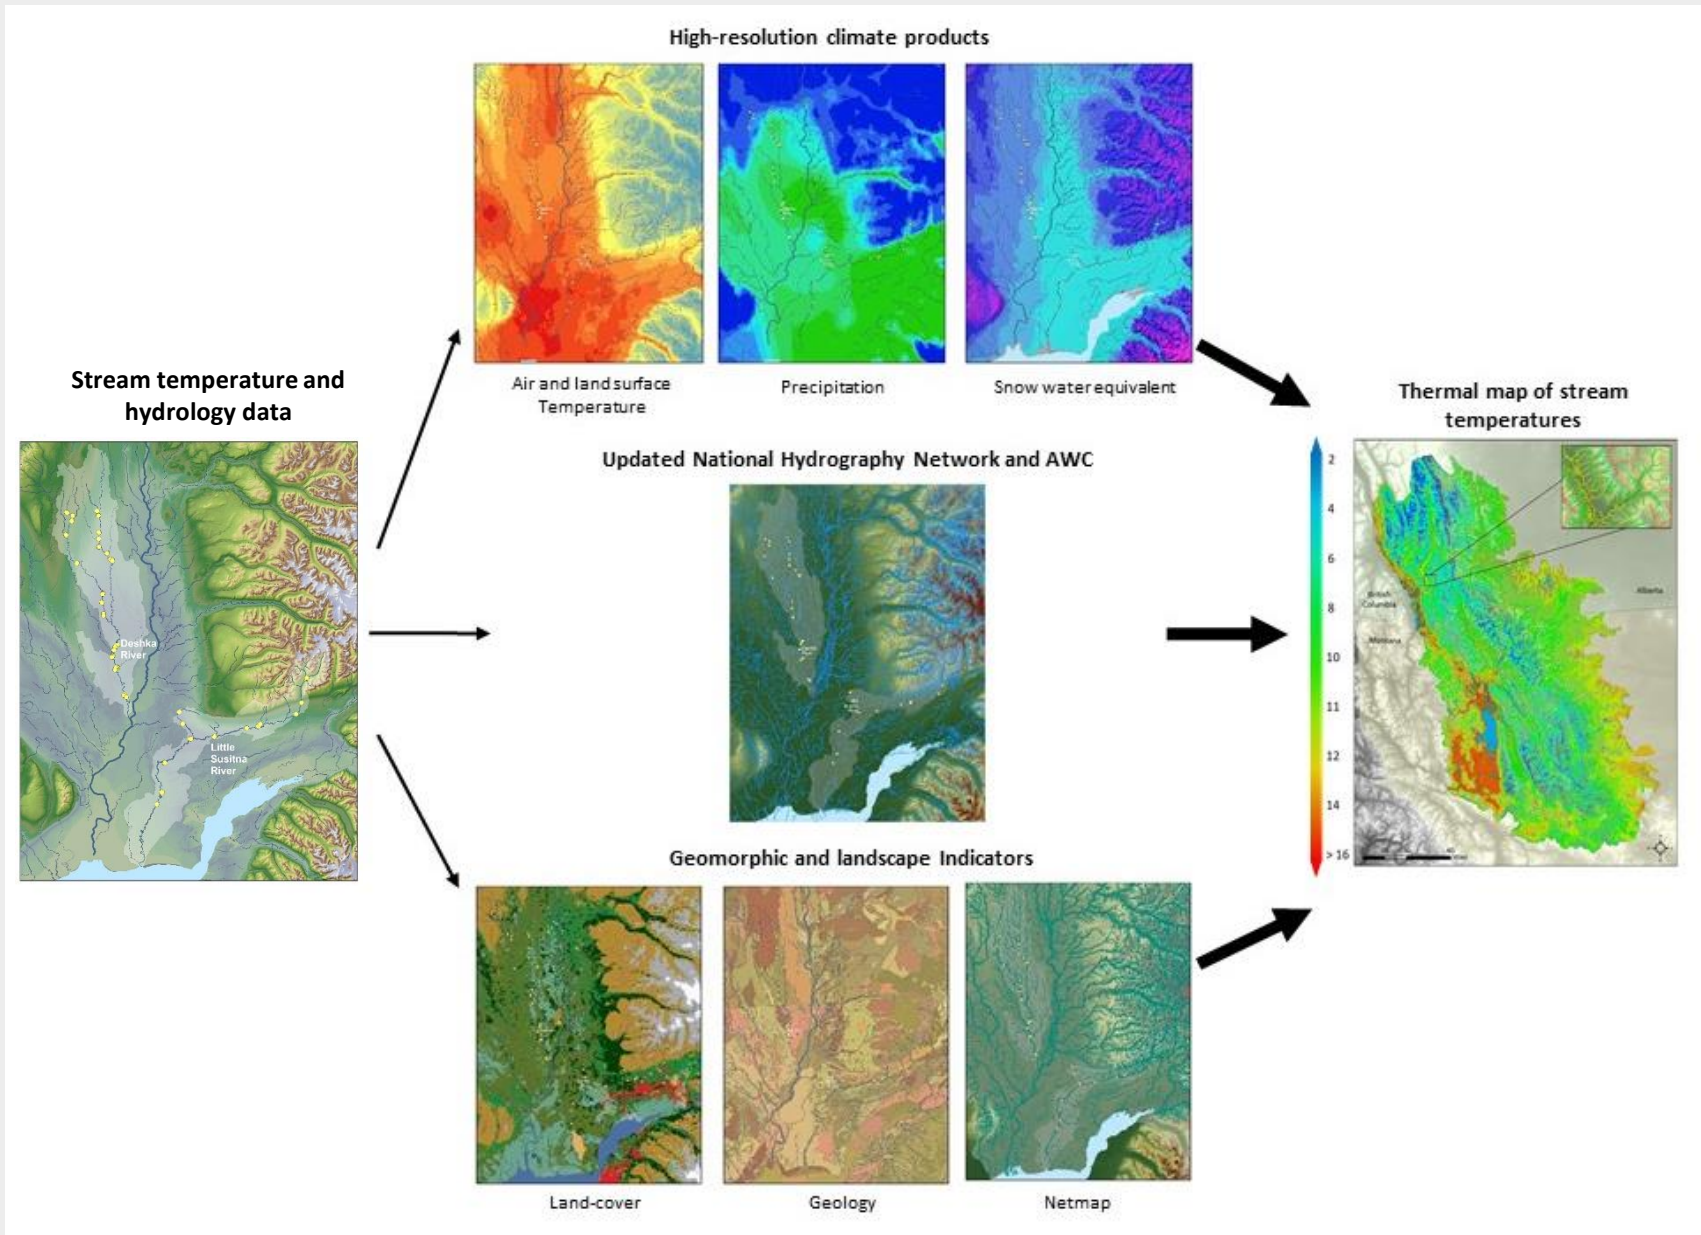 High-resolution climate products
Air and land surface
Temperature
Precipitation
Snow water equivalent
Stream temperature and
hydrology data
Deshka
River
Little
Susitna
River
Updated National Hydrography Network and AWC
Geomorphic and landscape Indicators
Land-cover
Geology
Netmap
Thermal map of stream
temperatures
2
4
6
8
10
11
12
14
> 16
British
Columbia
Alberta
Montana